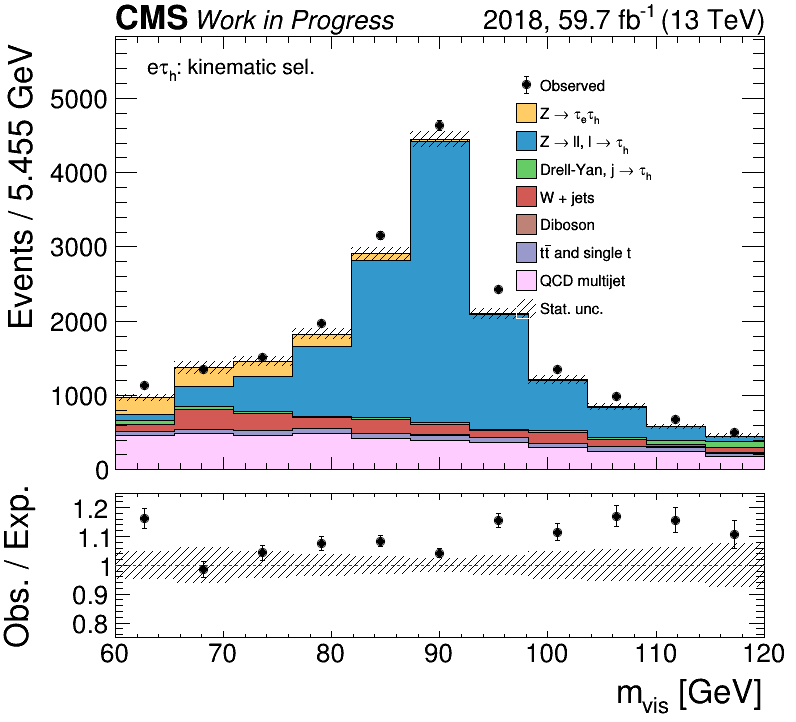 CMS Work in Progress 2018, 59.7 fb⁻¹ (13 TeV)
eτₕ: kinematic sel.
Observed
Z → τₑτₕ
Z → ll, l → τₕ
Drell-Yan, j → τₕ
W + jets
Diboson
tt̄ and single t
QCD multijet
Stat. unc.
Events / 5.455 GeV
5000
4000
3000
2000
1000
0
Obs. / Exp.
1.2
1.1
1
0.9
0.8
60 70 80 90 100 110 120
m_vis [GeV]